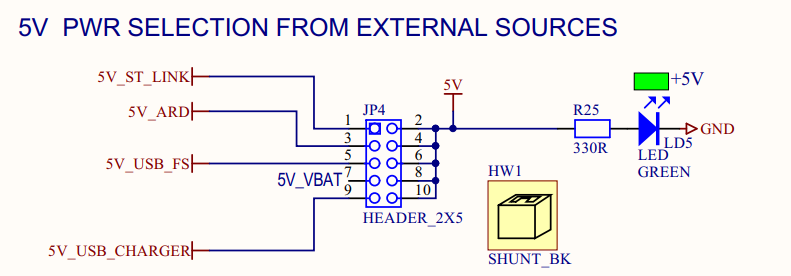 5V PWR SELECTION FROM EXTERNAL SOURCES
5V_ST_LINK
5V_ARD
5V_USB_FS
5V_VBAT
5V_USB_CHARGER
JP4
1
2
3
4
5
6
7
8
9
10
HEADER_2X5
5V
R25
330R
+5V
LD5
LED
GREEN
GND
HW1
SHUNT_BK